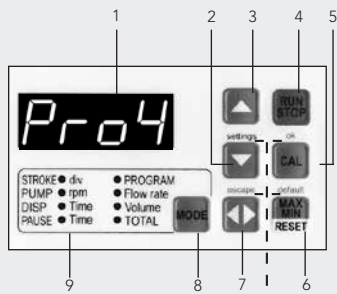 1 2 3 4 5
Pro4
RUN STOP
settings ok
CAL
STROKE div PROGRAM
PUMP rpm Flow rate
DISP Time Volume
PAUSE Time TOTAL
MODE
escape default
MAX MIN
RESET
9 8 7 6